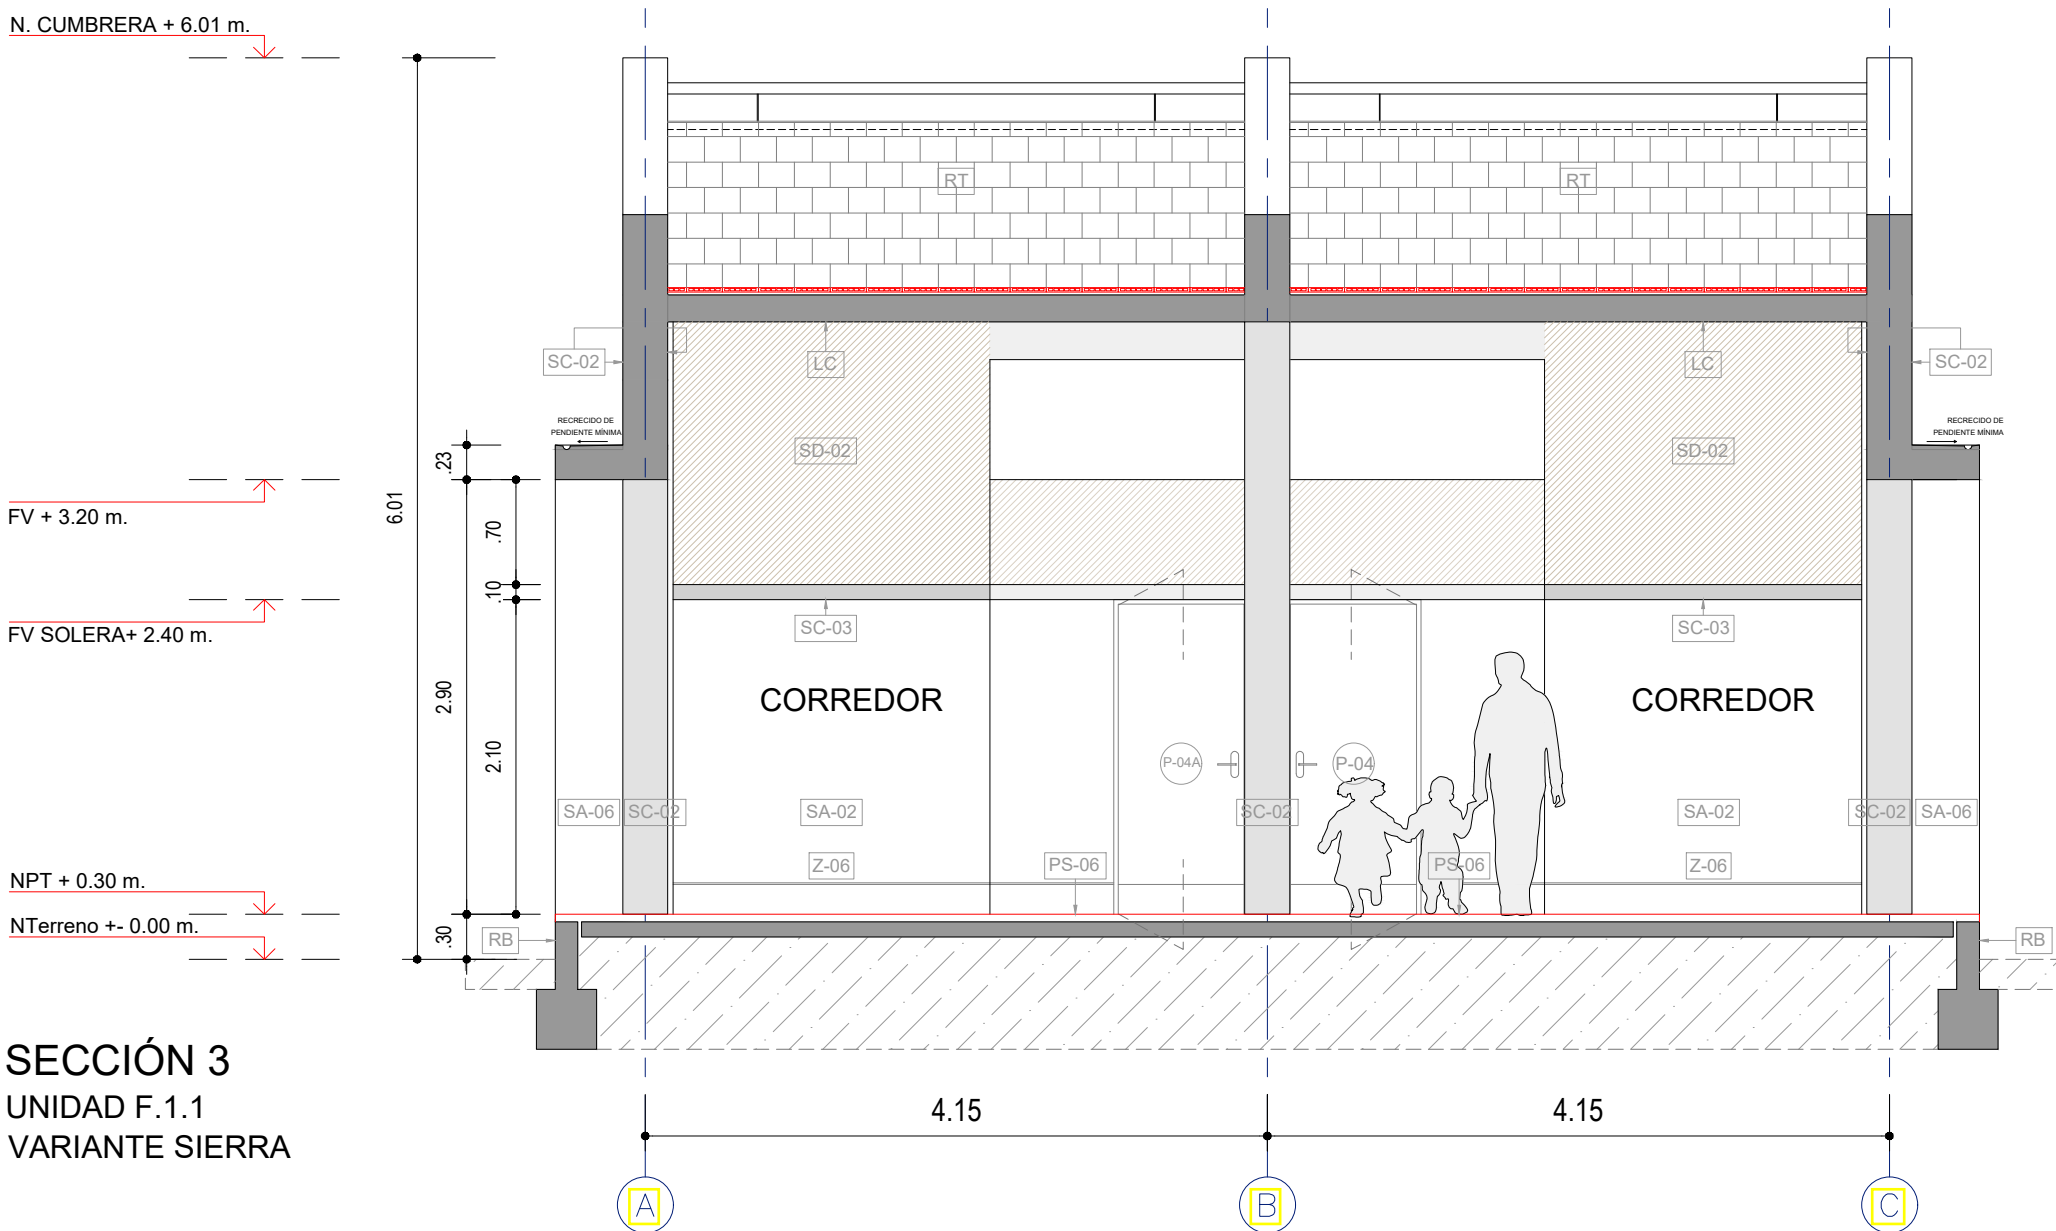 N. CUMBRERA + 6.01 m.
RT
RT
SC-02
LC
LC
SC-02
RECRECIDO DE
PENDIENTE MÍNIMA
RECRECIDO DE
PENDIENTE MÍNIMA
.23
SD-02
SD-02
6.01
FV + 3.20 m.
.70
.10
FV SOLERA+ 2.40 m.
SC-03
SC-03
2.90
CORREDOR
CORREDOR
2.10
P-04A
P-04
SA-06
SC-02
SA-02
SC-02
SA-02
SC-02
SA-06
Z-06
PS-06
PS-06
Z-06
NPT + 0.30 m.
NTerreno +- 0.00 m.
.30
RB
RB
SECCIÓN 3
UNIDAD F.1.1
VARIANTE SIERRA
4.15
4.15
A
B
C